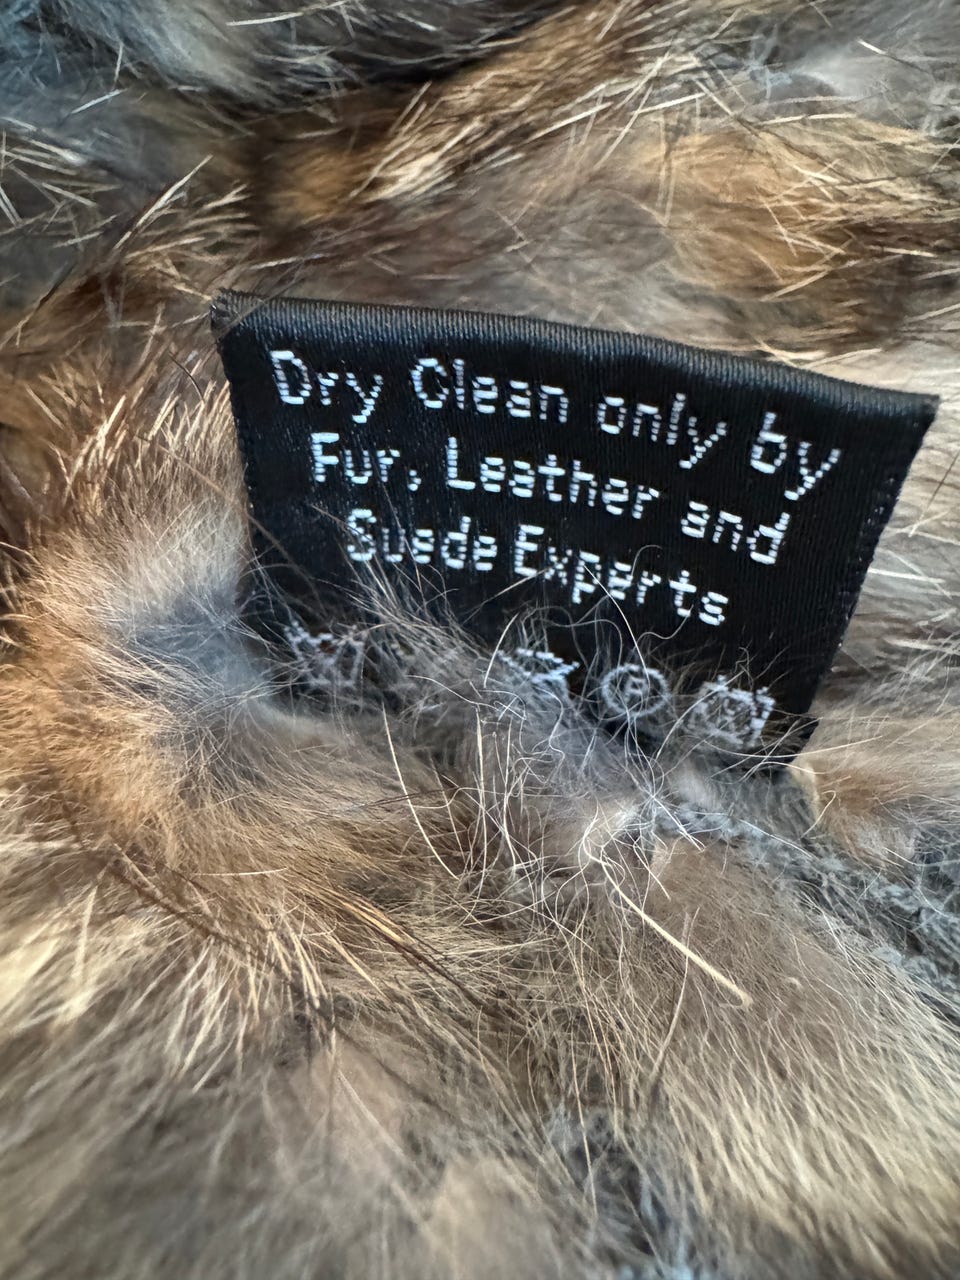 Dry Clean only by
Fur, Leather and
Suede Experts